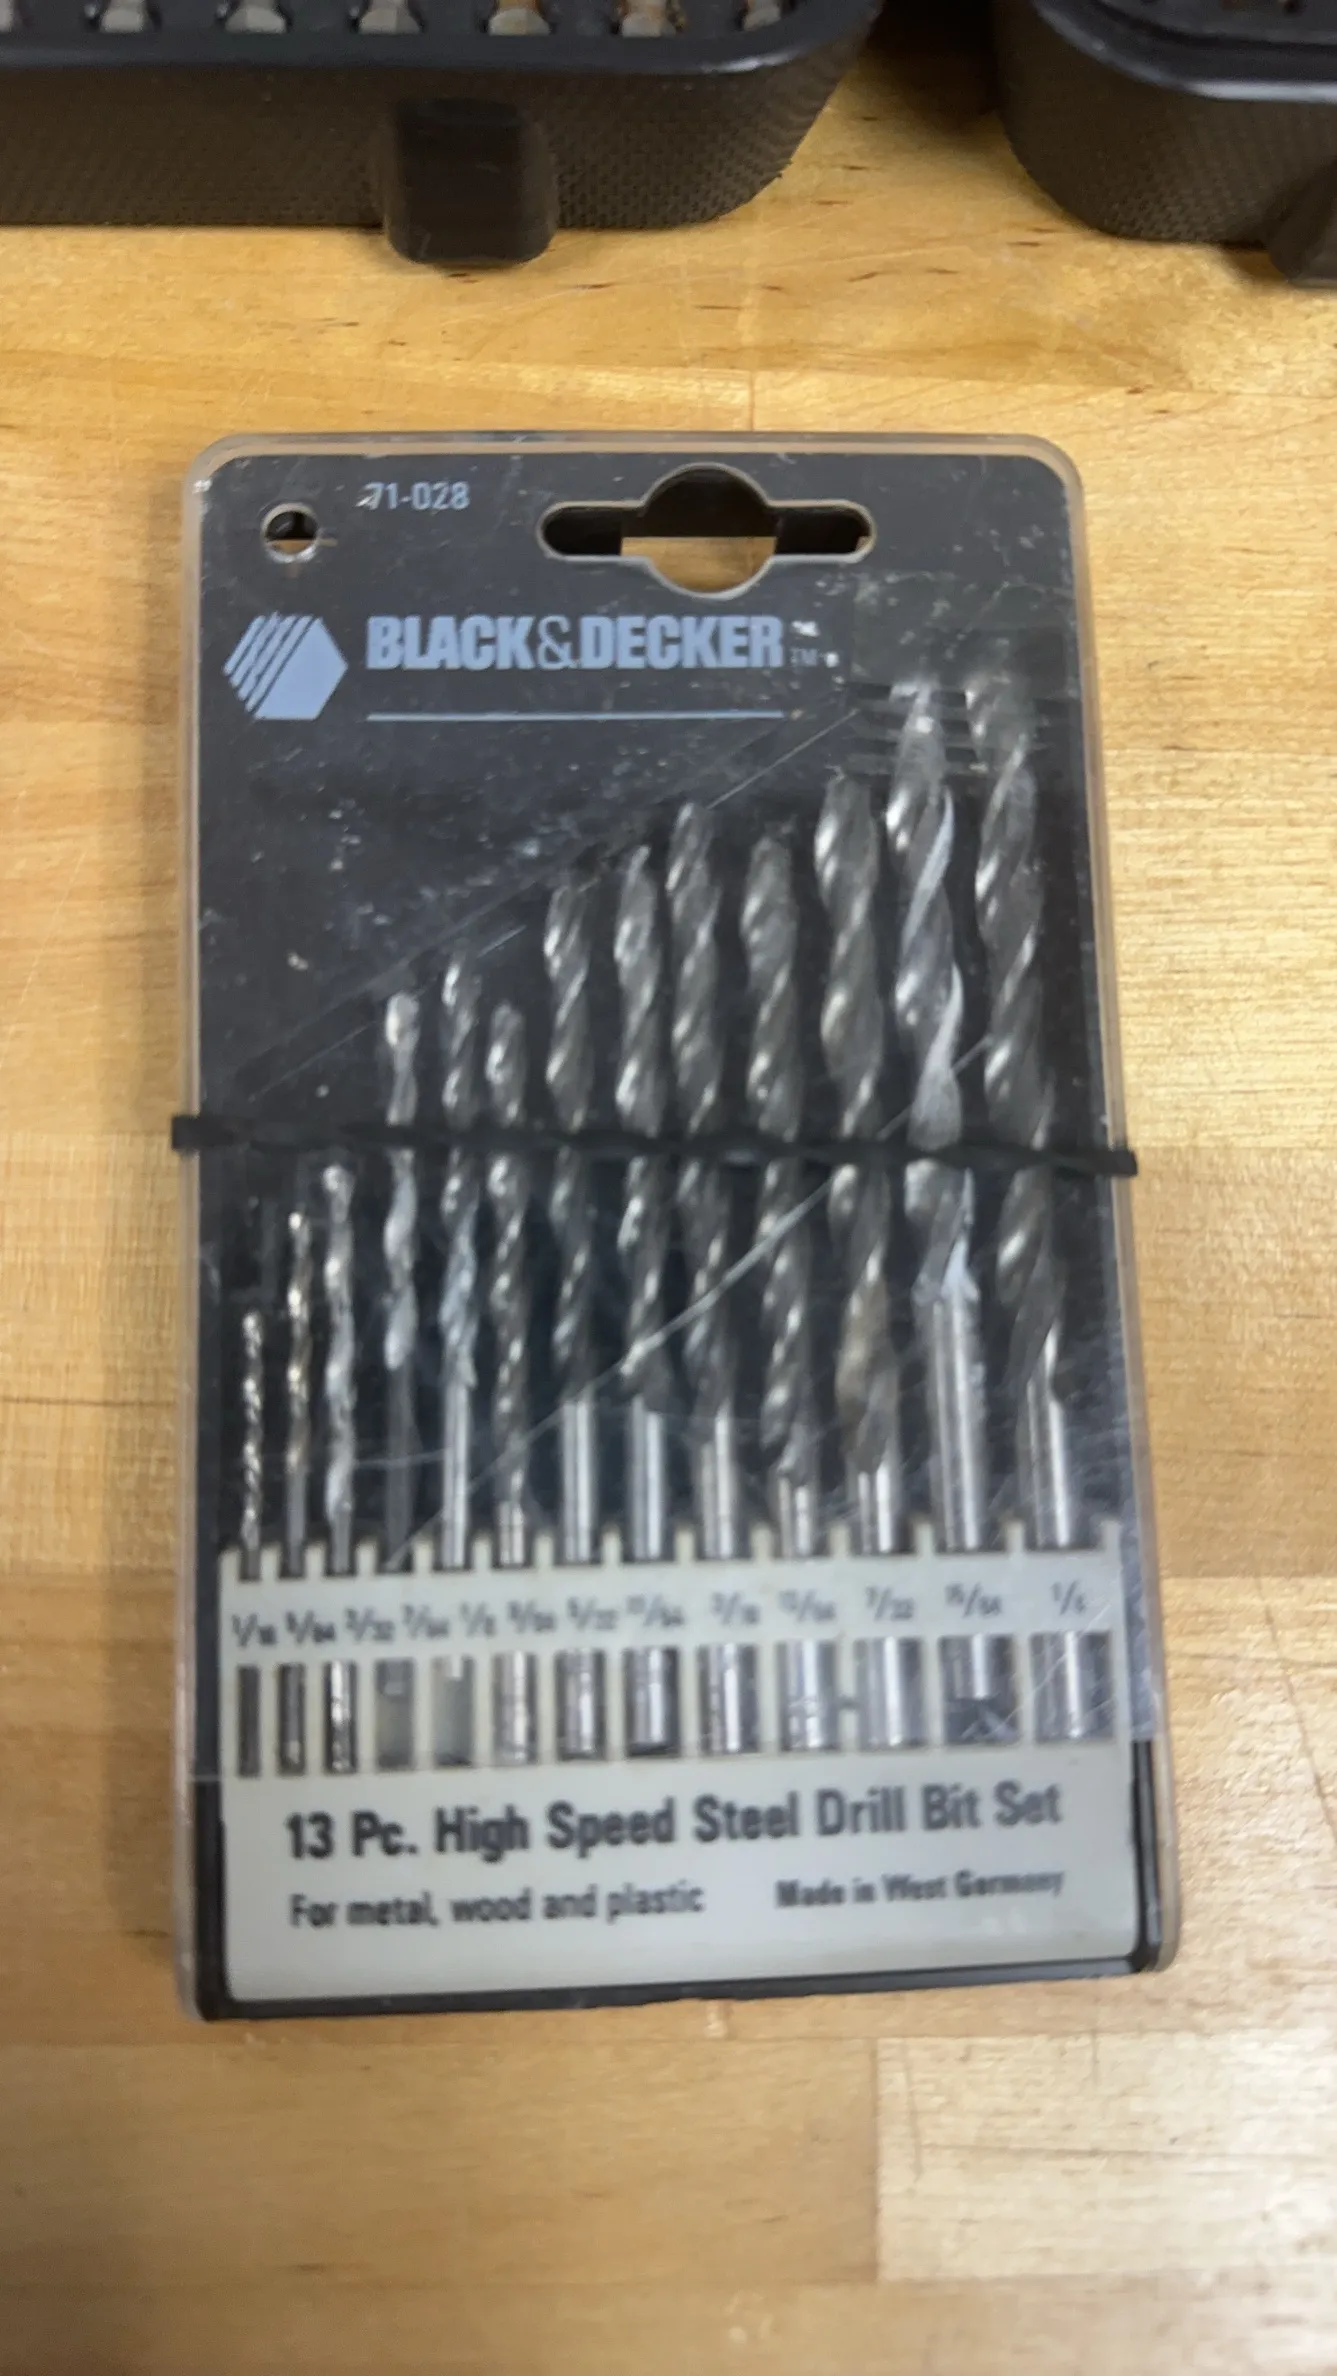 71-028
BLACK&DECKER™
1/16 5/64 3/32 7/64 1/8 9/64 5/32 11/64 3/16 13/64 7/32 15/64 1/4
13 Pc. High Speed Steel Drill Bit Set
For metal, wood and plastic Made in West Germany